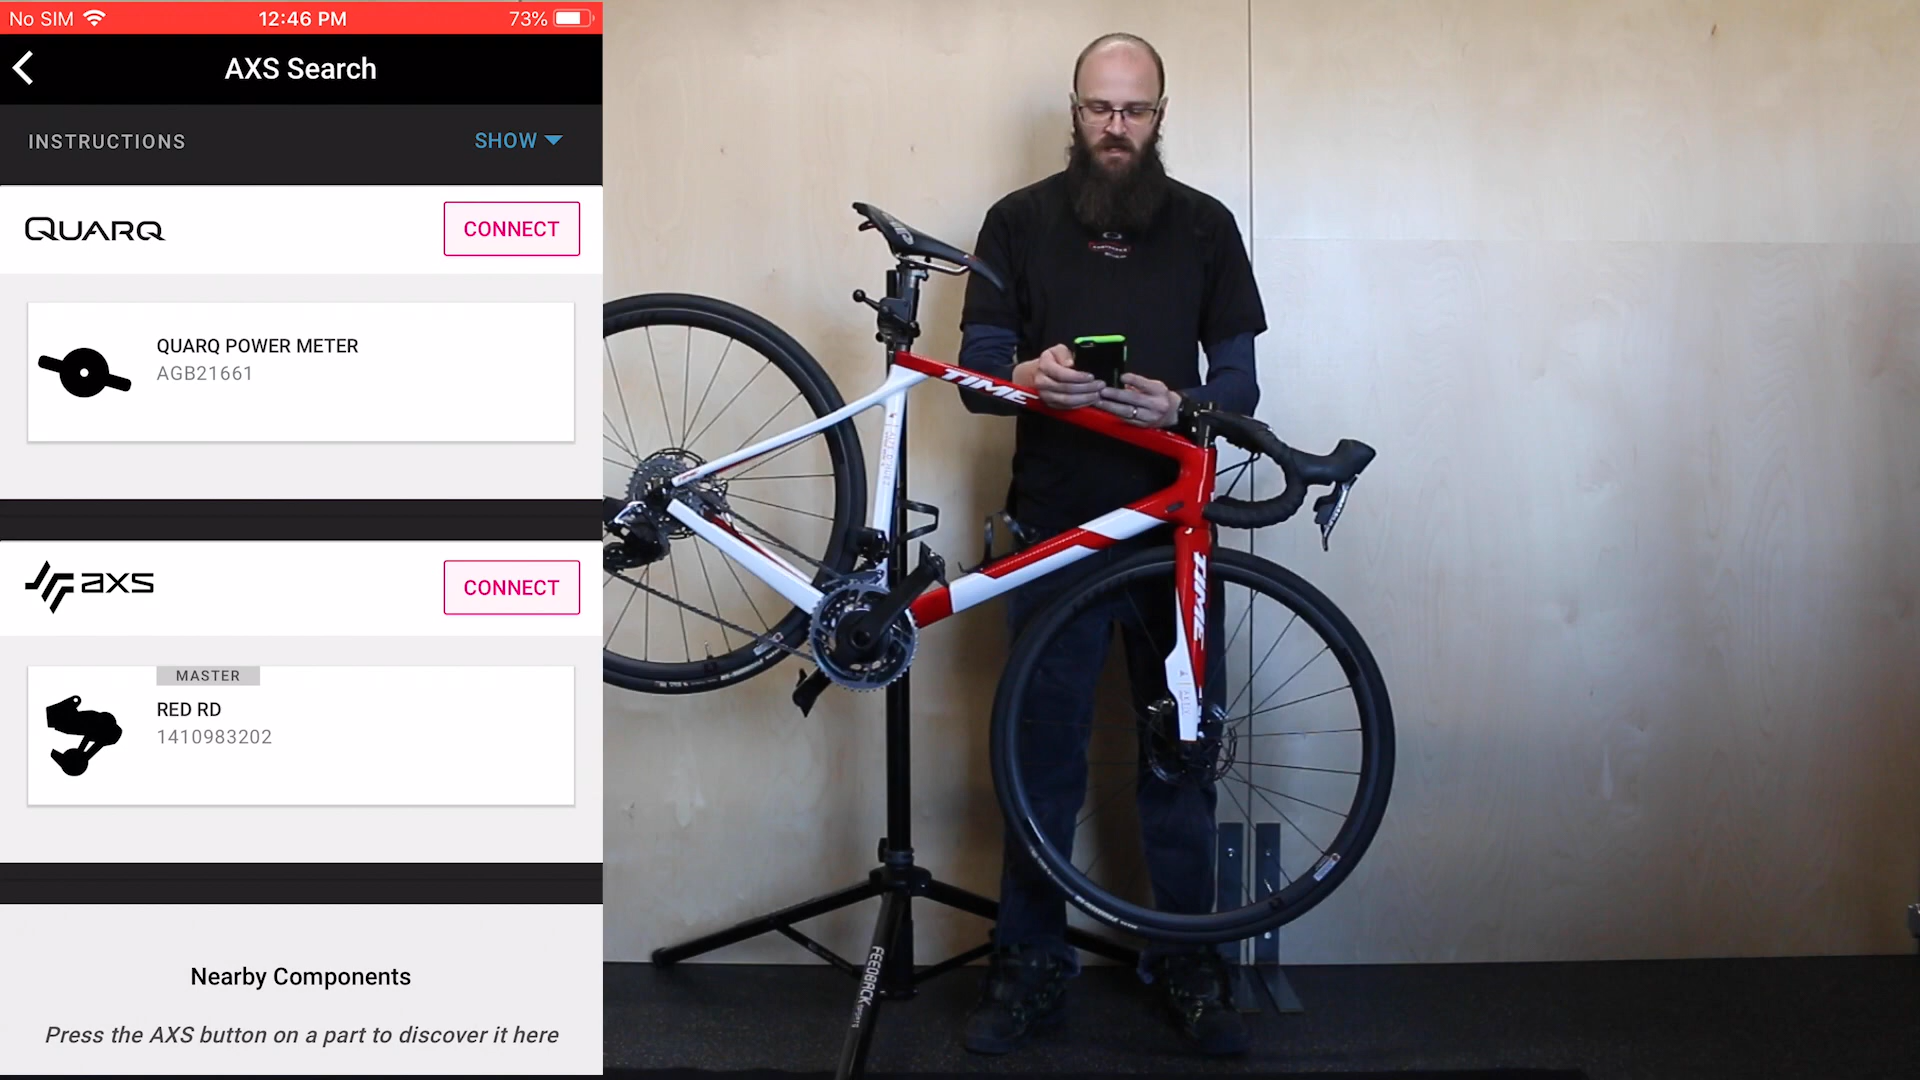 No SIM 12:46 PM 73%
AXS Search
INSTRUCTIONS SHOW
QUARQ CONNECT
QUARQ POWER METER
AGB21661
axs CONNECT
MASTER
RED RD
1410983202
Nearby Components
Press the AXS button on a part to discover it here
TIME
TIME
FEEDBACK